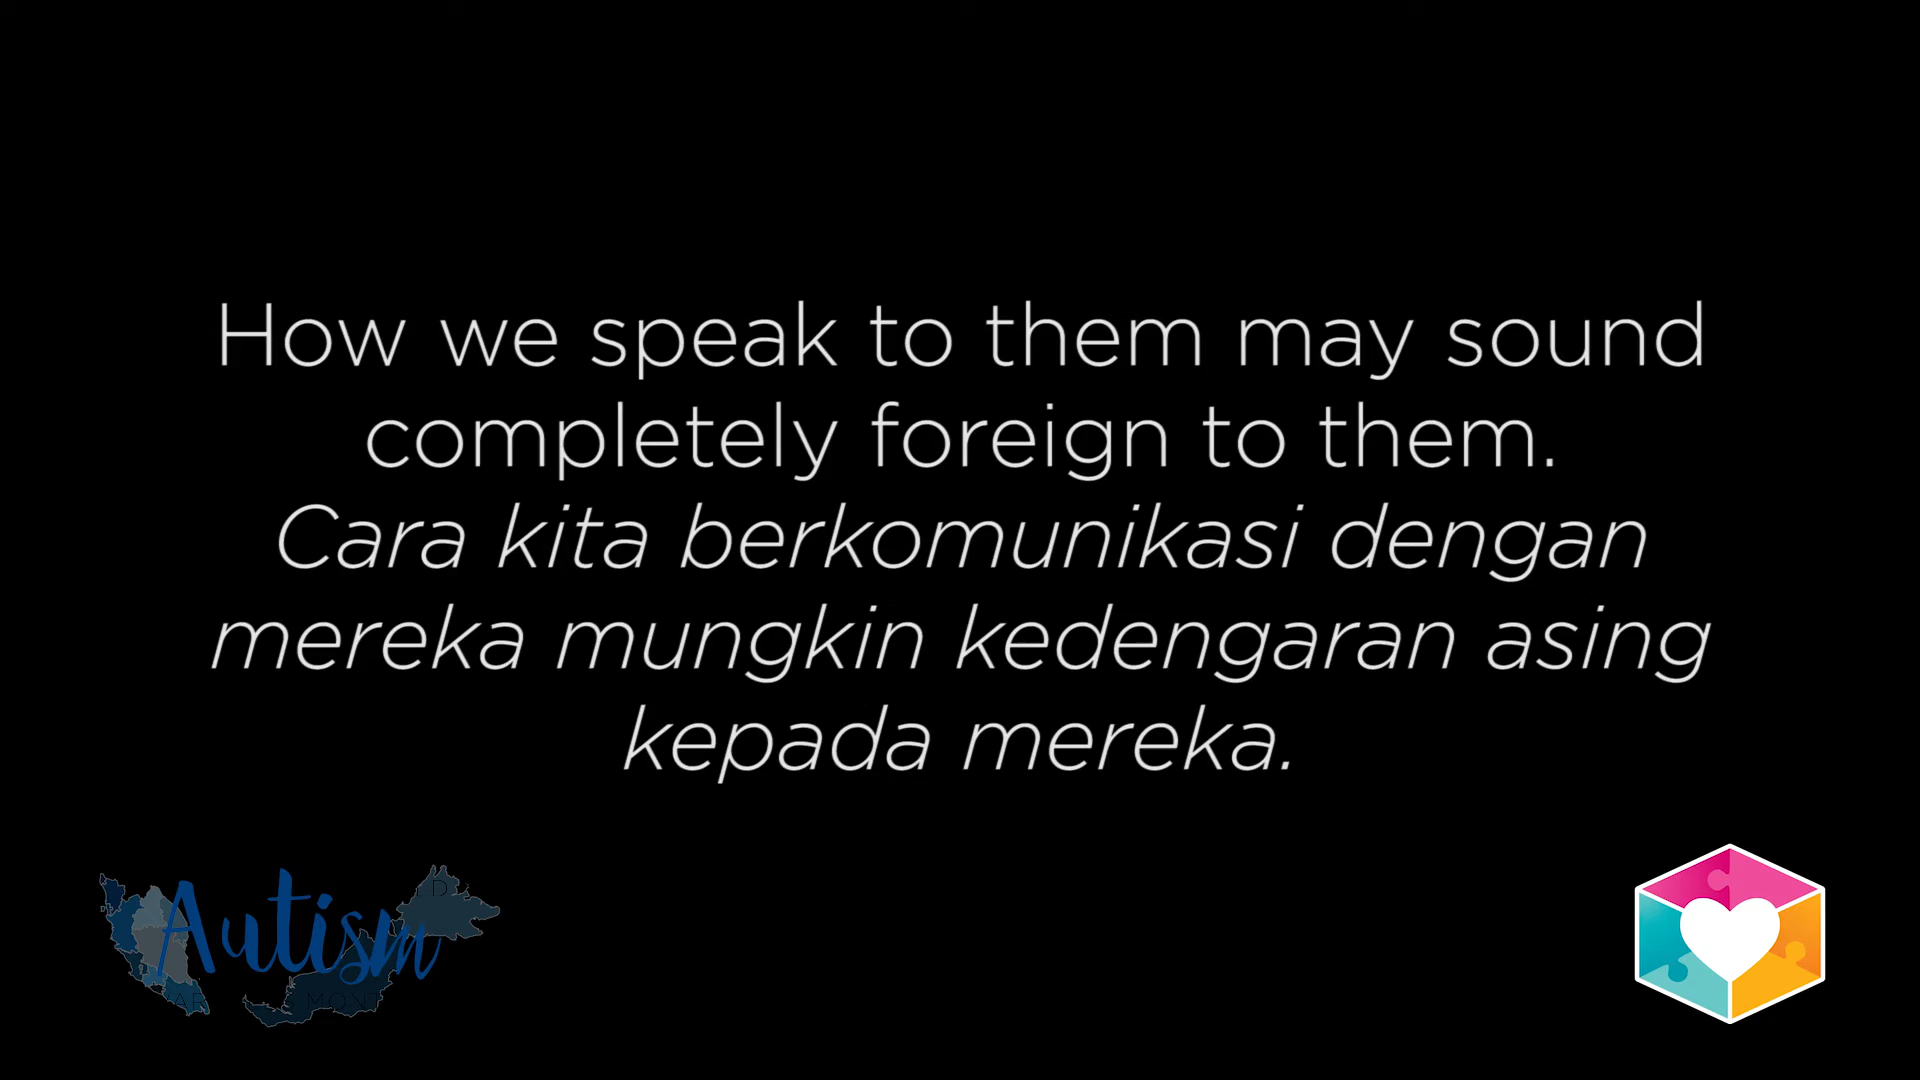 How we speak to them may sound
completely foreign to them.
Cara kita berkomunikasi dengan
mereka mungkin kedengaran asing
kepada mereka.
Autism